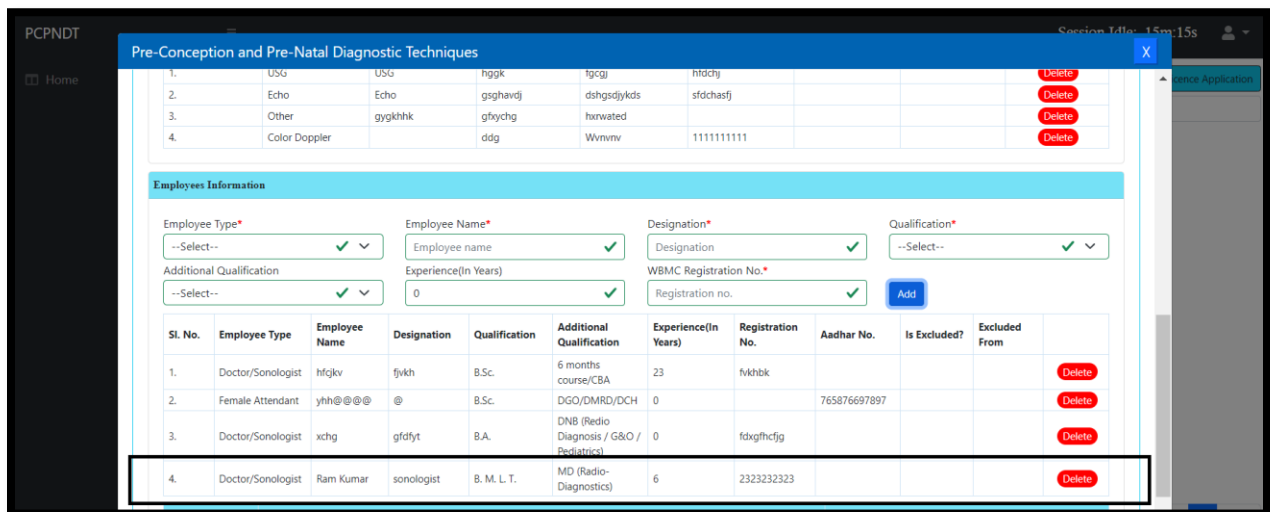 PCPNDT
Session Idle: 15m:15s
Pre-Conception and Pre-Natal Diagnostic Techniques
X
Home
cence Application
1. USG USG hggk fgcgj hfdchj Delete
2. Echo Echo gsghavdj dshgsdjykds sfdchasfj Delete
3. Other gygkhhk gfxychg hxrwated Delete
4. Color Doppler ddg Wvnvnv 1111111111 Delete
Employees Information
Employee Type* Employee Name* Designation* Qualification*
--Select-- Employee name Designation --Select--
Additional Qualification Experience(In Years) WBMC Registration No.*
--Select-- 0 Registration no. Add
Sl. No. Employee Type Employee Name Designation Qualification Additional Qualification Experience(In Years) Registration No. Aadhar No. Is Excluded? Excluded From
1. Doctor/Sonologist hfcjkv fjvkh B.Sc. 6 months course/CBA 23 fvkhbk Delete
2. Female Attendant yhh@@@@ @ B.Sc. DGO/DMRD/DCH 0 765876697897 Delete
3. Doctor/Sonologist xchg gfdfyt B.A. DNB (Redio Diagnosis / G&O / Pediatrics) 0 fdxgfhcfjg Delete
4. Doctor/Sonologist Ram Kumar sonologist B. M. L. T. MD (Radio-Diagnostics) 6 2323232323 Delete